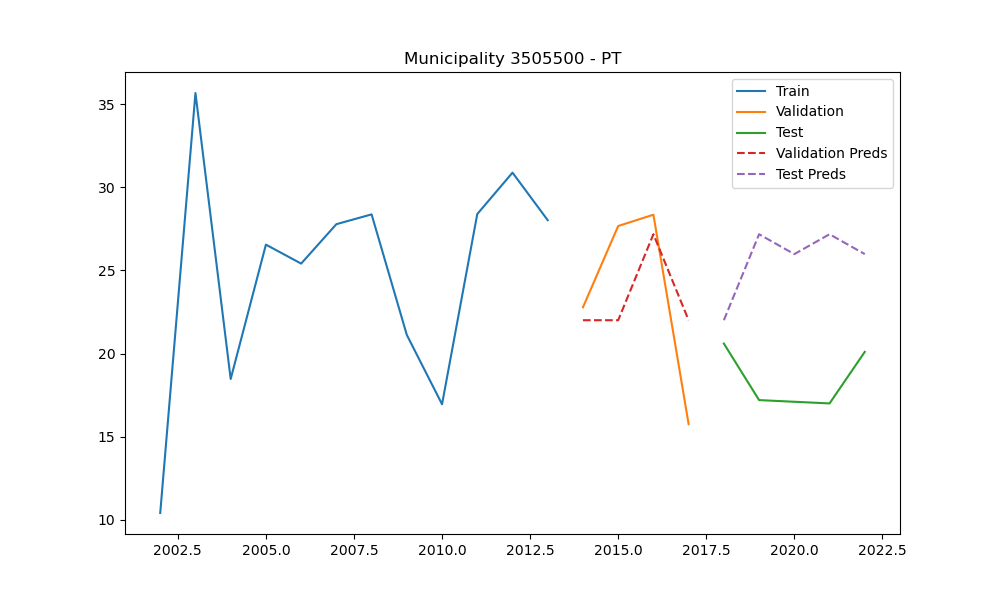 Municipality 3505500 - PT
Train
Validation
Test
Validation Preds
Test Preds
35
30
25
20
15
10
2002.5 2005.0 2007.5 2010.0 2012.5 2015.0 2017.5 2020.0 2022.5